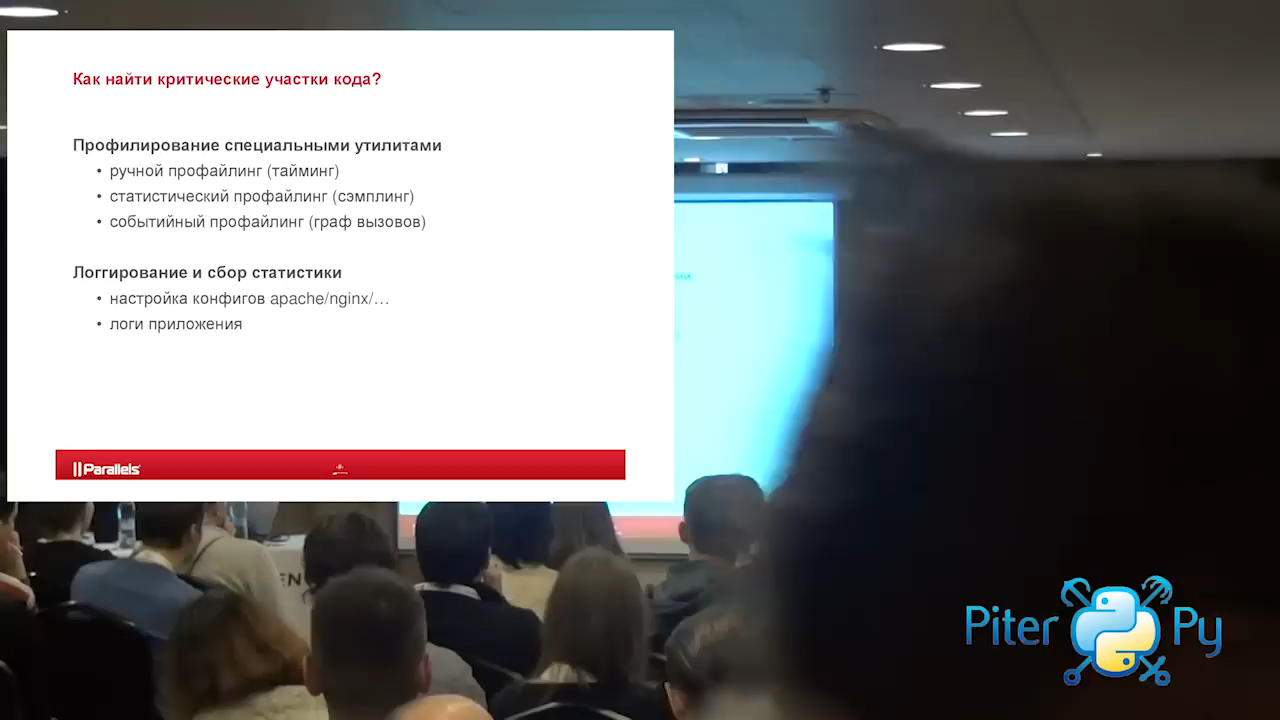 Как найти критические участки кода?
Профилирование специальными утилитами
• ручной профайлинг (тайминг)
• статистический профайлинг (сэмплинг)
• событийный профайлинг (граф вызовов)
Логгирование и сбор статистики
• настройка конфигов apache/nginx/…
• логи приложения
Parallels
EN
Piter Py